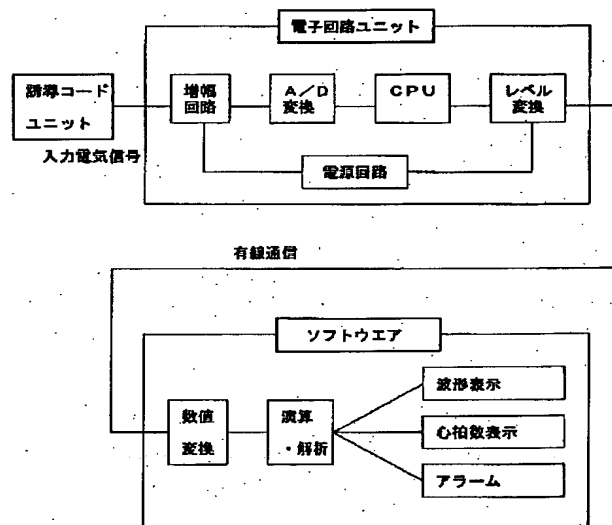 電子回路ユニット
誘導コード
ユニット
増幅
回路
A/D
変換
CPU
レベル
変換
入力電気信号
電源回路
有線通信
ソフトウエア
数値
変換
演算
・解析
波形表示
心拍数表示
アラーム